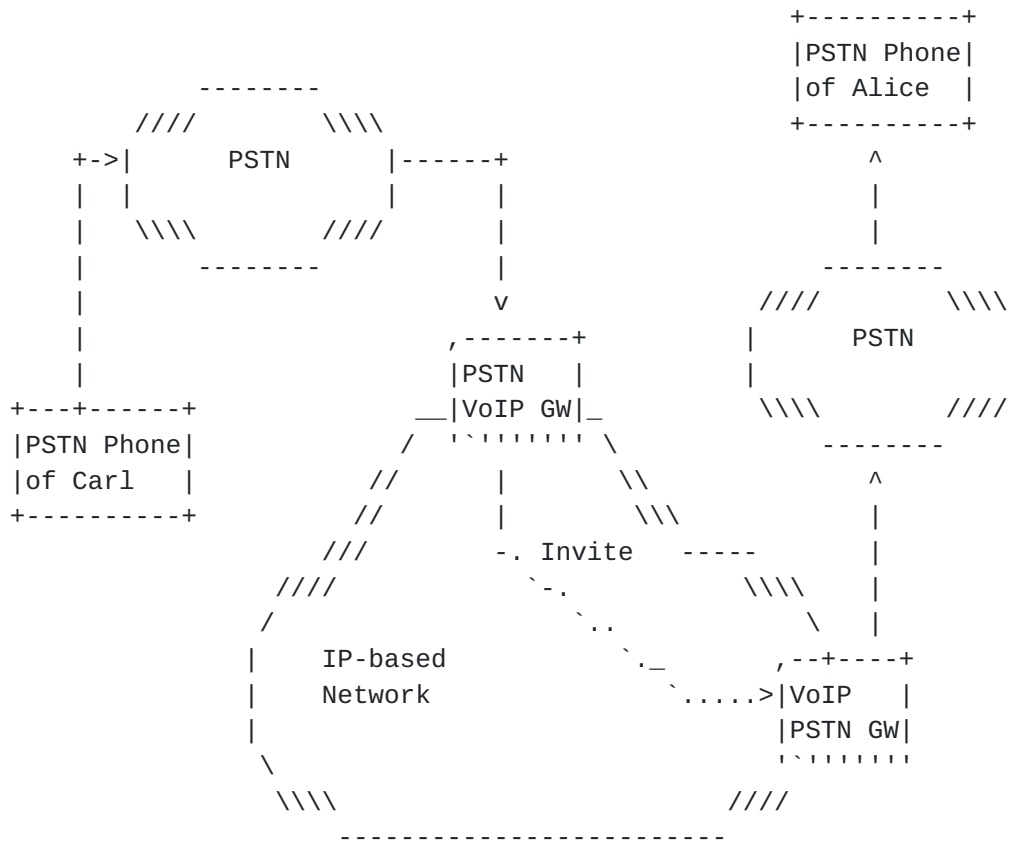 PSTN Phone
of Alice
PSTN
PSTN
PSTN
VoIP GW
PSTN Phone
of Carl
Invite
IP-based
Network
VoIP
PSTN GW